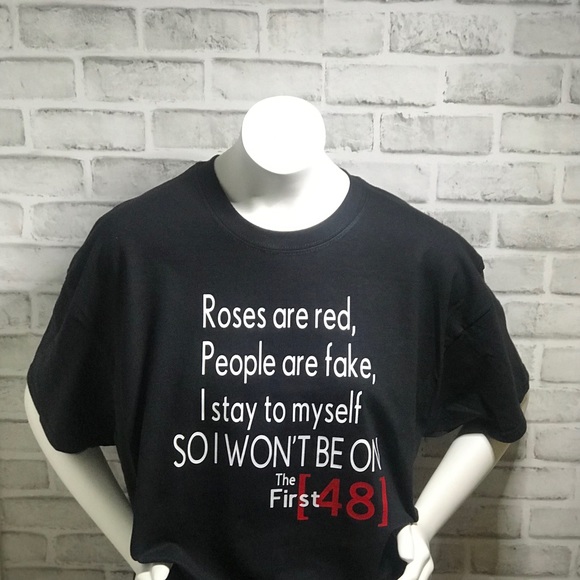 Roses are red,
People are fake,
I stay to myself
SO I WON'T BE ON
The
First [48]